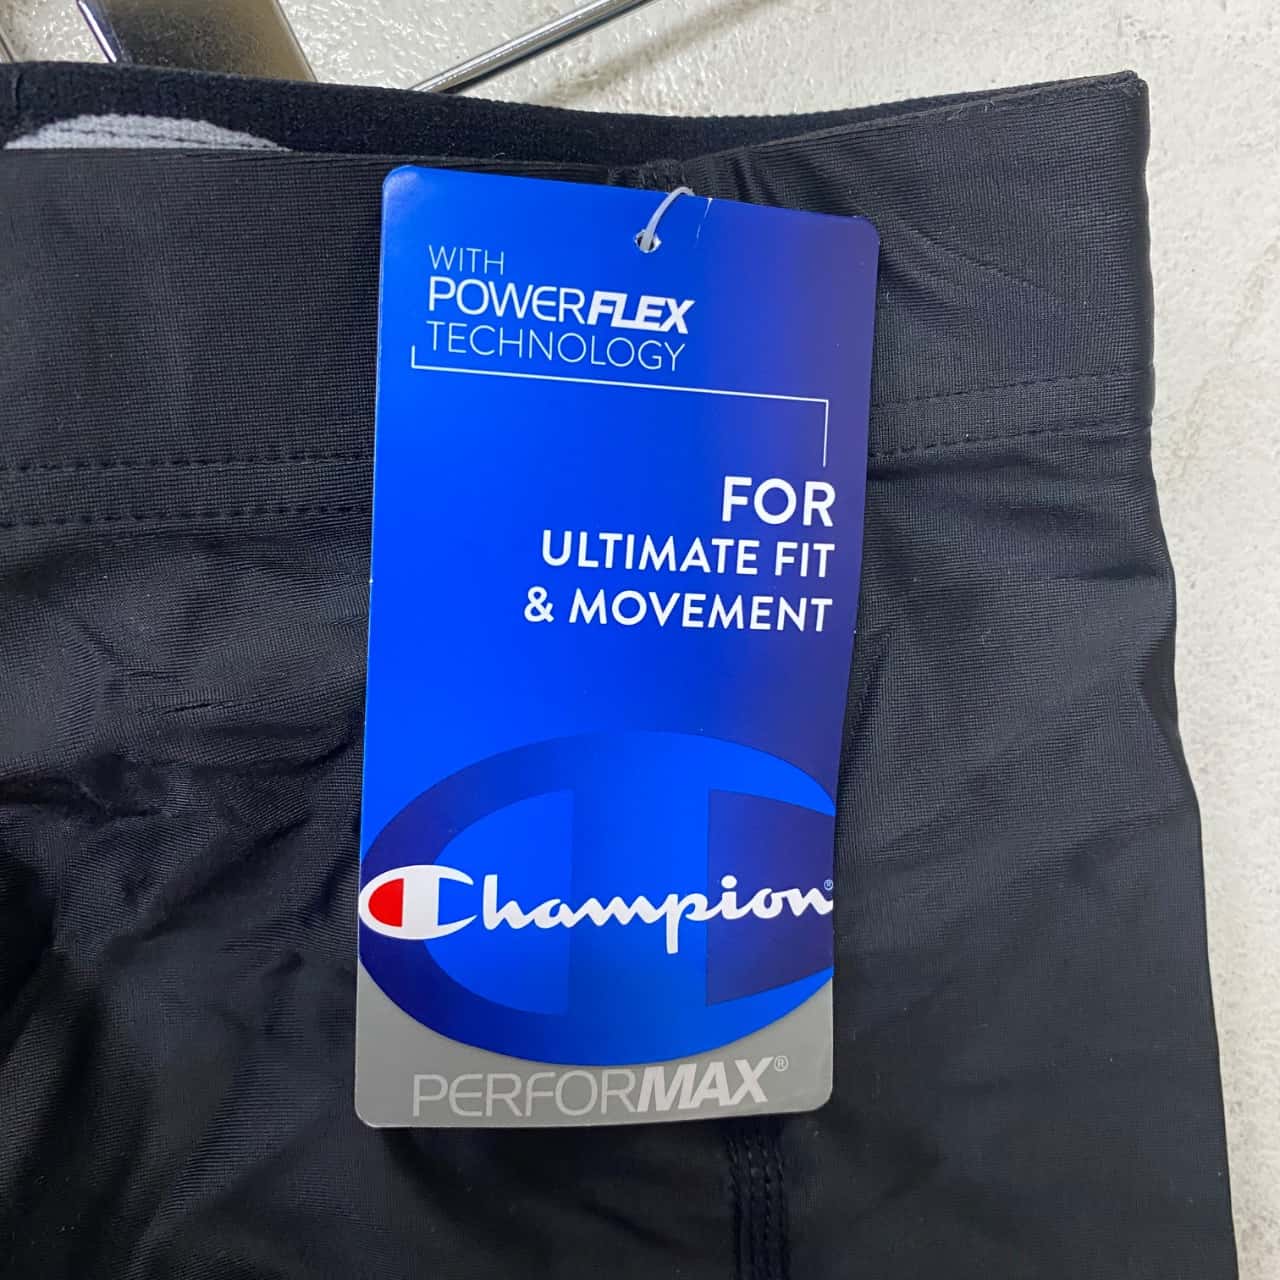 WITH
POWERFLEX
TECHNOLOGY
FOR
ULTIMATE FIT
& MOVEMENT
Champion®
PERFORMAX®